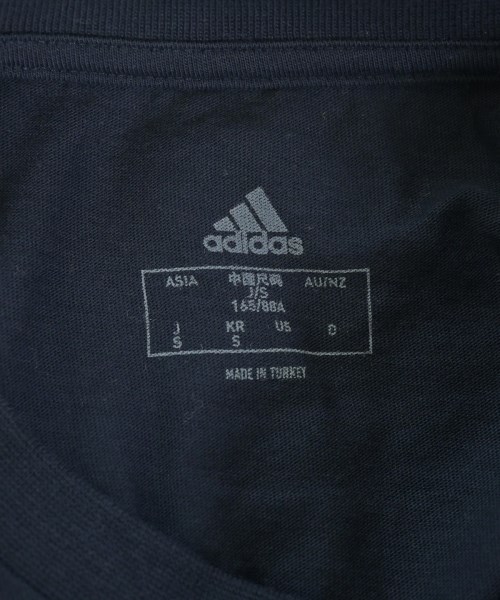 adidas
ASIA 中国尺码 AU/NZ
J/S
165/88A
J KR US D
S S
MADE IN TURKEY